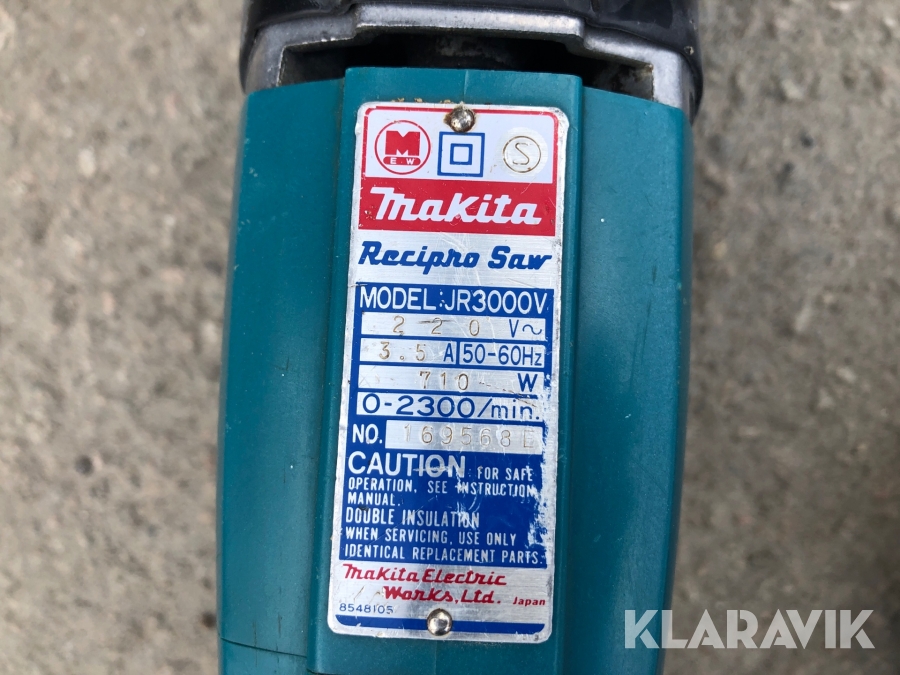 M
E.W
S
makita
Recipro Saw
MODEL JR3000V
220 V~
3.5 A 50-60Hz
710 W
0-2300/min.
NO. 169568E
CAUTION FOR SAFE
OPERATION, SEE INSTRUCTION
MANUAL.
DOUBLE INSULATION
WHEN SERVICING, USE ONLY
IDENTICAL REPLACEMENT PARTS.
makita Electric
Works, Ltd. Japan
8548105
KLARAVIK